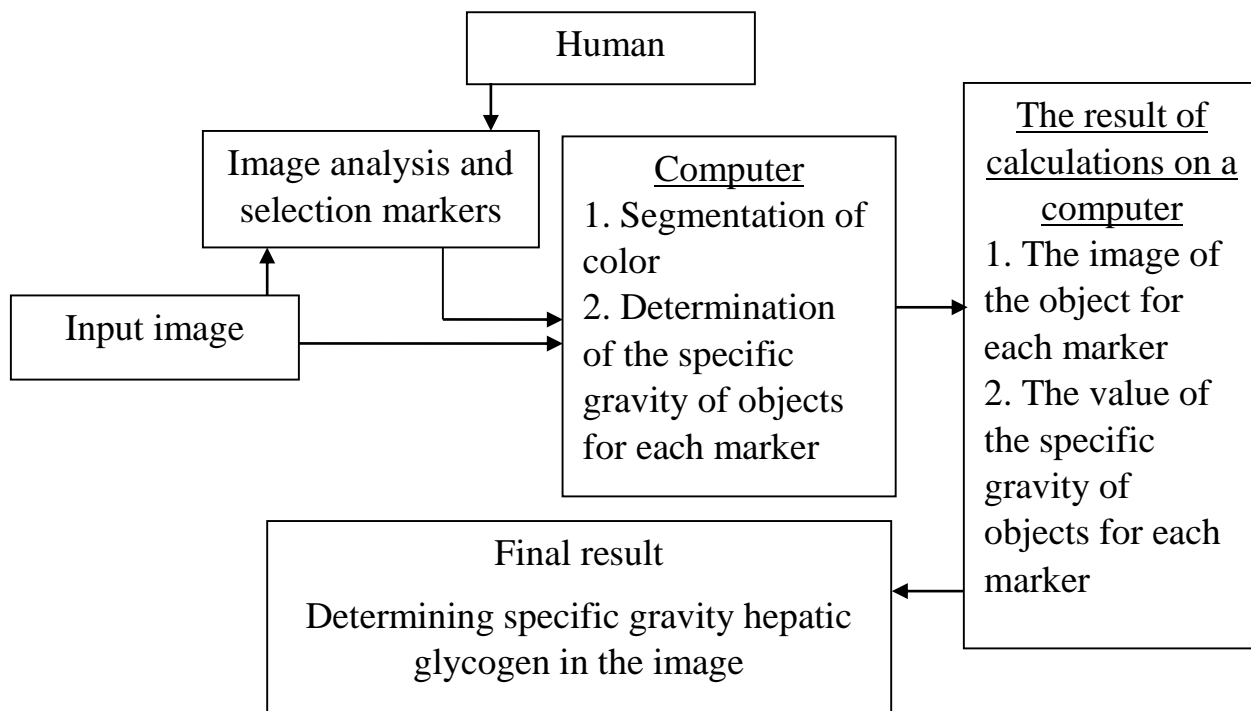 Human
Image analysis and
selection markers
Input image
Computer
1. Segmentation of
color
2. Determination
of the specific
gravity of objects
for each marker
The result of
calculations on a
computer
1. The image of
the object for
each marker
2. The value of
the specific
gravity of
objects for each
marker
Final result
Determining specific gravity hepatic
glycogen in the image